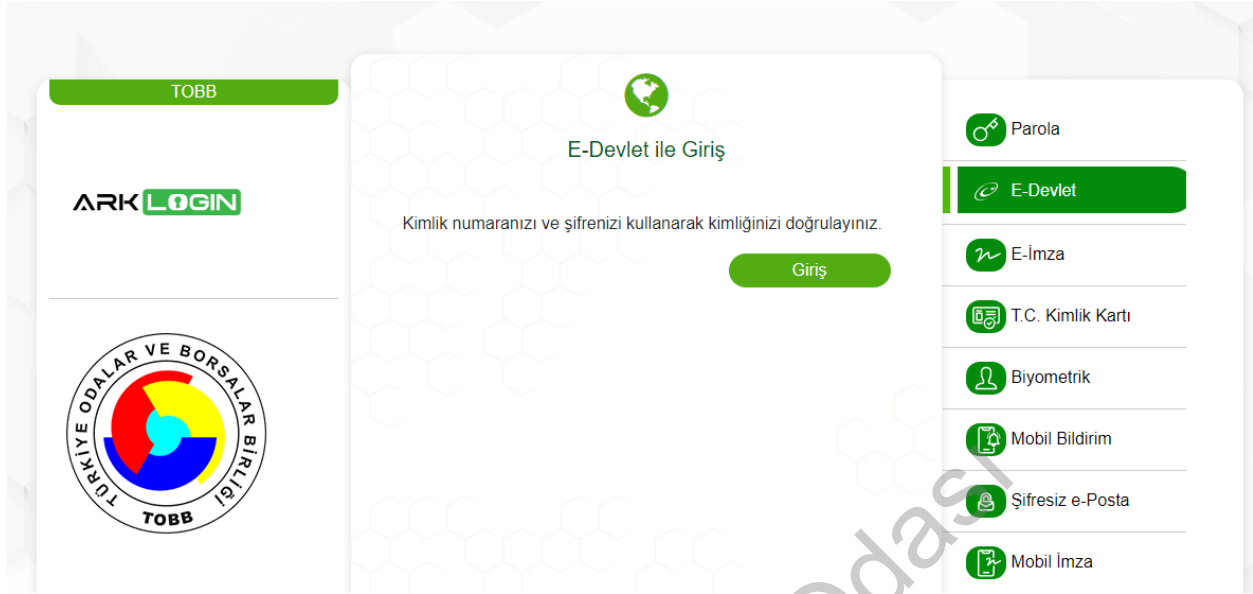 TOBB
ARK LOGIN
TÜRKİYE ODALAR VE BORSALAR BİRLİĞİ
TOBB
E-Devlet ile Giriş
Kimlik numaranızı ve şifrenizi kullanarak kimliğinizi doğrulayınız.
Giriş
Parola
E-Devlet
E-İmza
T.C. Kimlik Kartı
Biyometrik
Mobil Bildirim
Şifresiz e-Posta
Mobil İmza
Odası